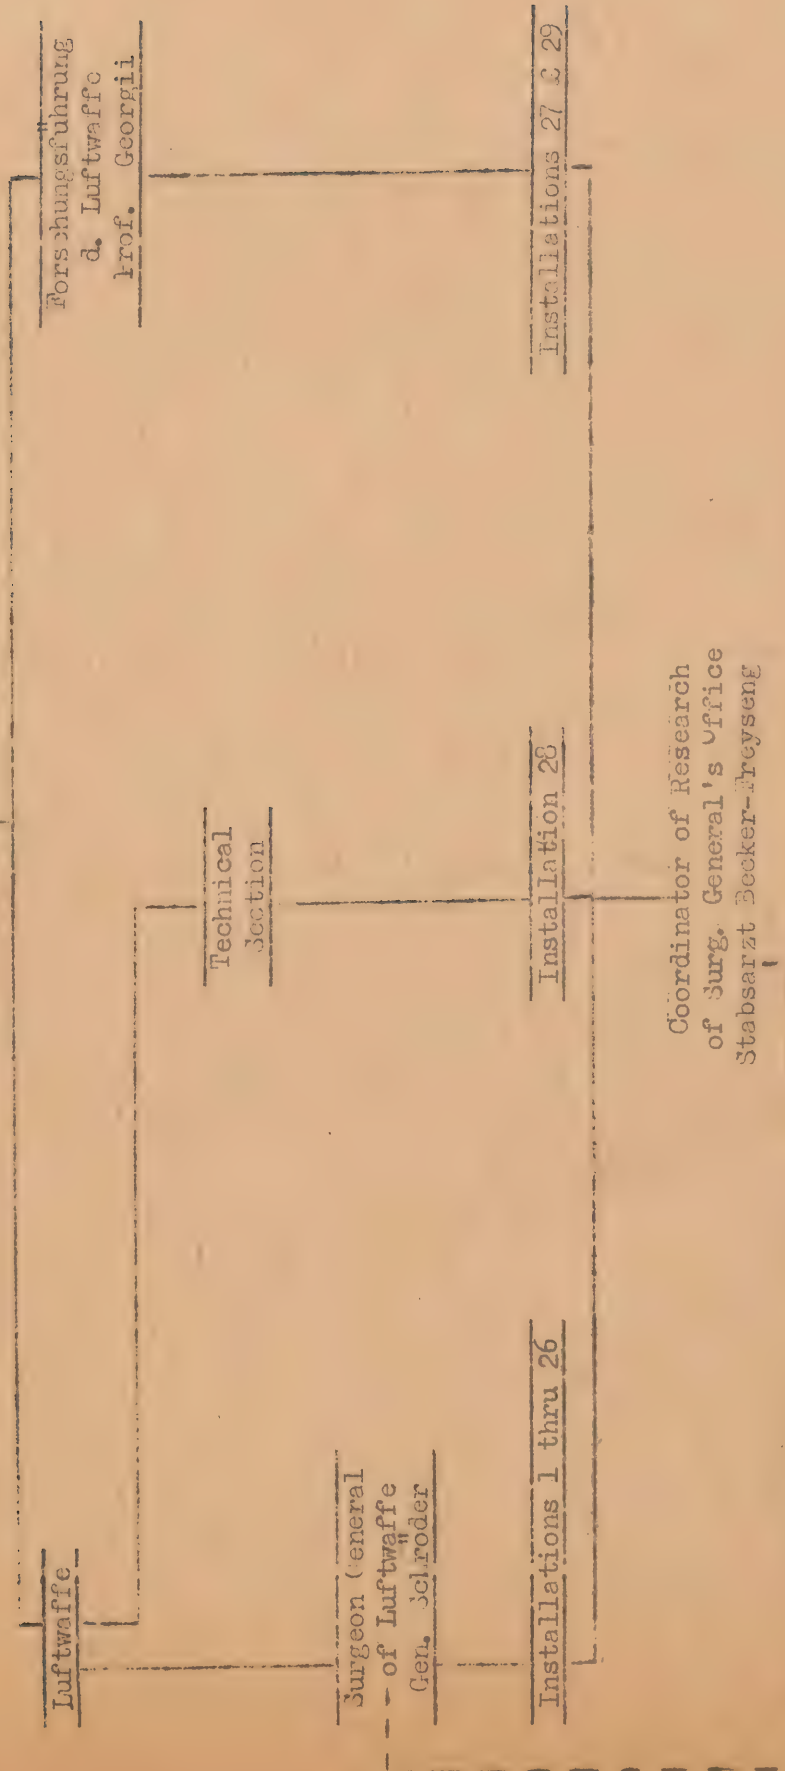 Luftwaffe
Forschungsführung
d. Luftwaffe
Prof. Georgii
Technical
Section
Surgeon General
of Luftwaffe
Gen. Schröder
Installations 1 thru 26
Installation 28
Installations 27 & 29
Coordinator of Research
of Surg. General's Office
Stabsarzt Becker-Freyseng